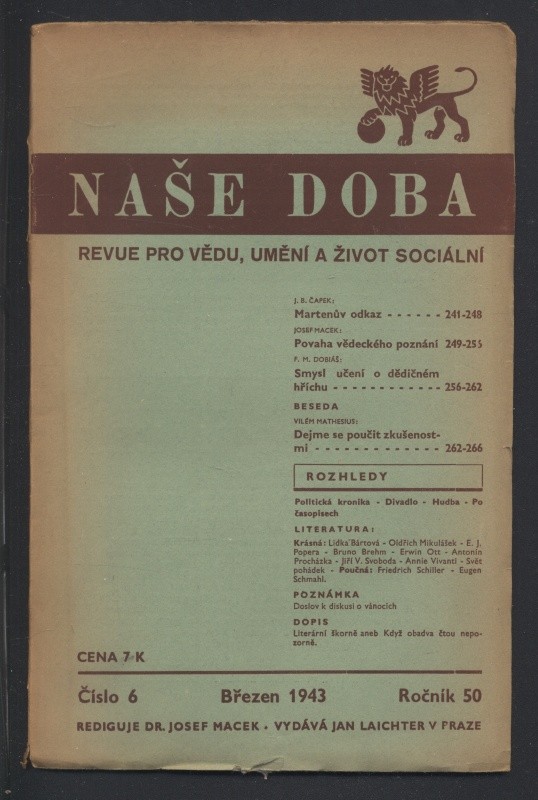 NAŠE DOBA
REVUE PRO VĚDU, UMĚNÍ A ŽIVOT SOCIÁLNÍ
J. B. ČAPEK:
Martenův odkaz - - - - - - 241-248
JOSEF MACEK:
Povaha vědeckého poznání 249-255
F. M. DOBIÁŠ:
Smysl učení o dědičném
hříchu - - - - - - - - - - - - 256-262
BESEDA
VILÉM MATHESIUS:
Dejme se poučit zkušenost-
mi - - - - - - - - - - - - - 262-266
ROZHLEDY
Politická kronika - Divadlo - Hudba - Po
časopisech
LITERATURA:
Krásná: Lidka Bártová - Oldřich Mikulášek - E. J.
Popera - Bruno Brehm - Erwin Ott - Antonín
Procházka - Jiří V. Svoboda - Annie Vivanti - Svět
pohádek - Poučná: Friedrich Schiller - Eugen
Schmahl.
POZNÁMKA
Doslov k diskusi o vánocích
DOPIS
Literární škorně aneb Když obadva čtou nepo-
zorně.
CENA 7 K
Číslo 6 Březen 1943 Ročník 50
REDIGUJE DR. JOSEF MACEK • VYDÁVÁ JAN LAICHTER V PRAZE